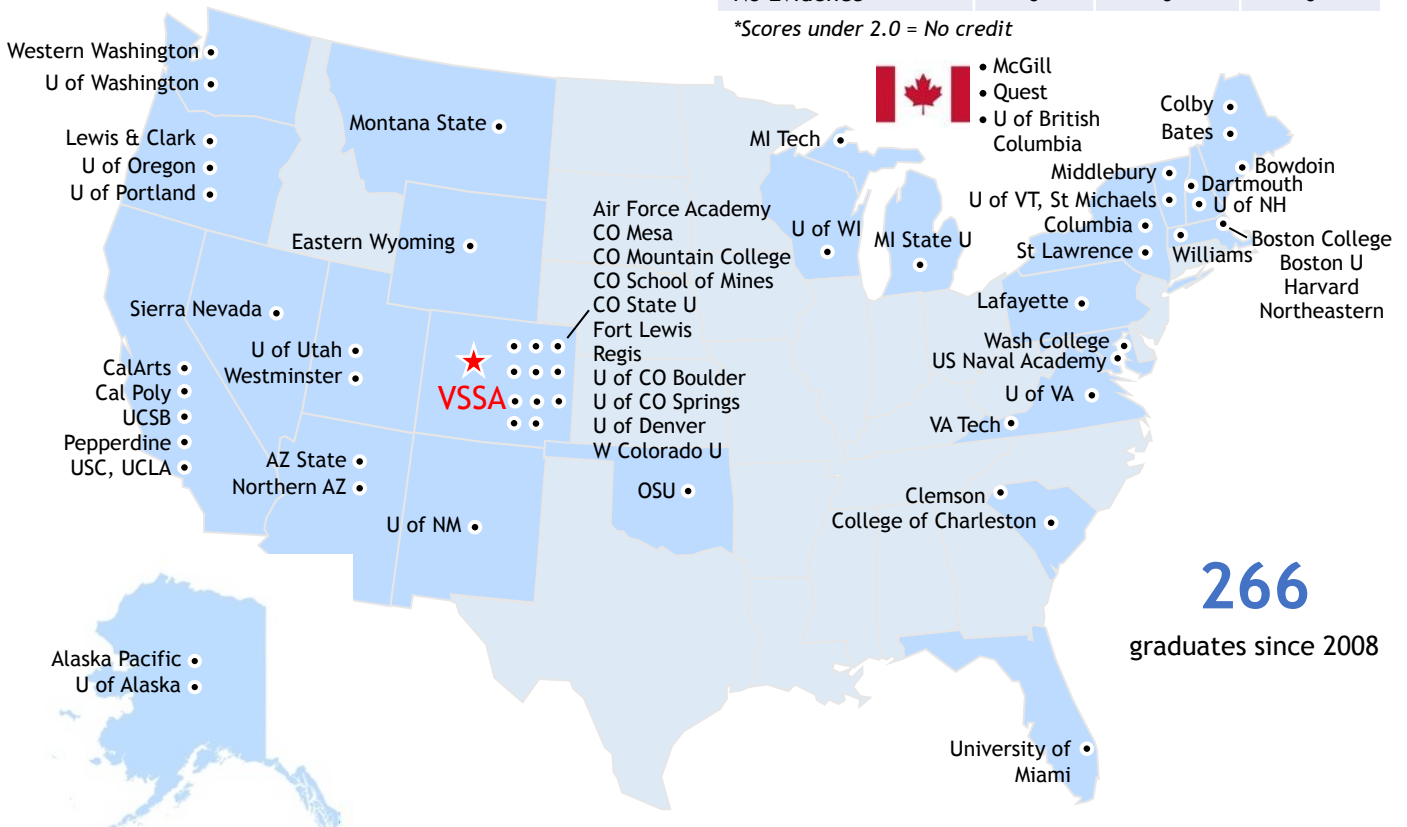 *Scores under 2.0 = No credit
McGill
Quest
U of British
Columbia
Western Washington
U of Washington
Lewis & Clark
U of Oregon
U of Portland
Montana State
Eastern Wyoming
Sierra Nevada
U of Utah
Westminster
CalArts
Cal Poly
UCSB
Pepperdine
USC, UCLA
AZ State
Northern AZ
U of NM
VSSA
Air Force Academy
CO Mesa
CO Mountain College
CO School of Mines
CO State U
Fort Lewis
Regis
U of CO Boulder
U of CO Springs
U of Denver
W Colorado U
OSU
MI Tech
U of WI
MI State U
Colby
Bates
Bowdoin
Middlebury
Dartmouth
U of VT, St Michaels
U of NH
Columbia
St Lawrence
Williams
Boston College
Boston U
Harvard
Northeastern
Lafayette
Wash College
US Naval Academy
U of VA
VA Tech
Clemson
College of Charleston
University of
Miami
Alaska Pacific
U of Alaska
266
graduates since 2008